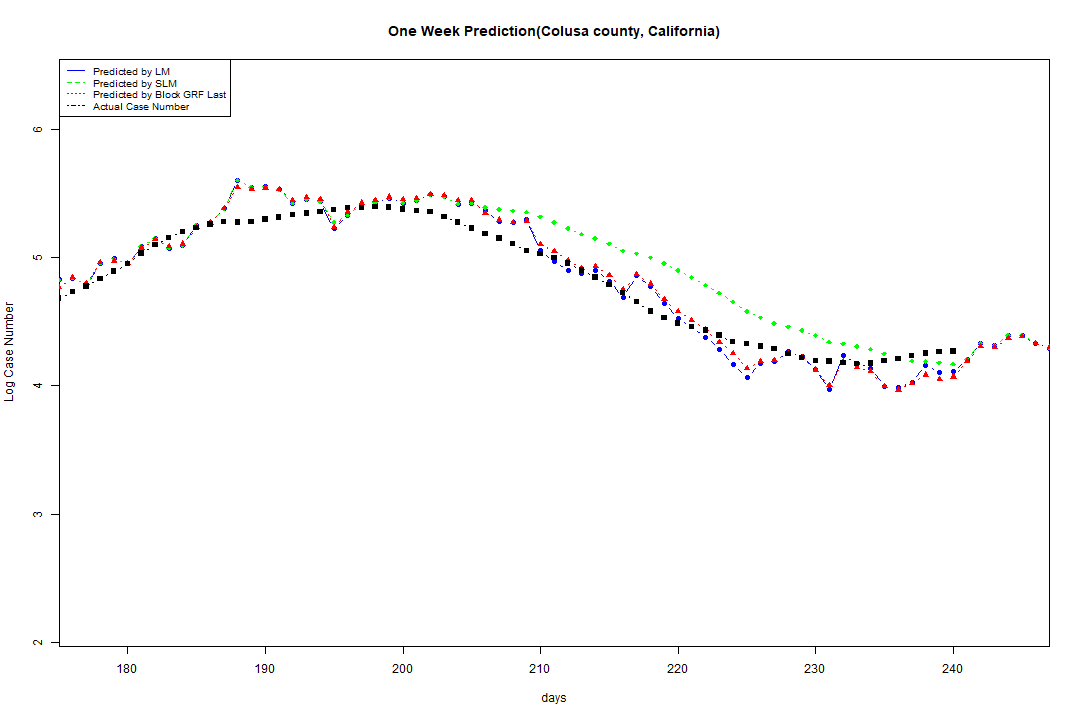 One Week Prediction(Colusa county, California)
Predicted by LM
Predicted by SLM
Predicted by Block GRF Last
Actual Case Number
Log Case Number
6
5
4
3
2
180 190 200 210 220 230 240
days